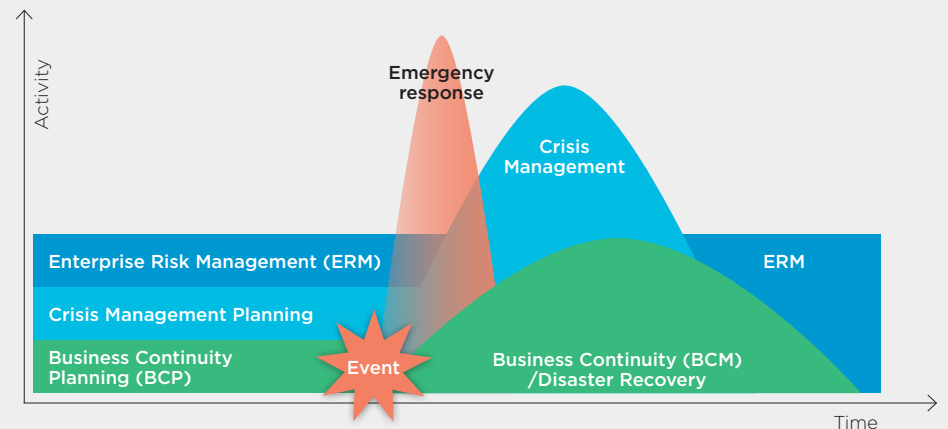 Activity
Emergency
response
Crisis
Management
Enterprise Risk Management (ERM)
ERM
Crisis Management Planning
Business Continuity
Planning (BCP)
Event
Business Continuity (BCM)
/Disaster Recovery
Time